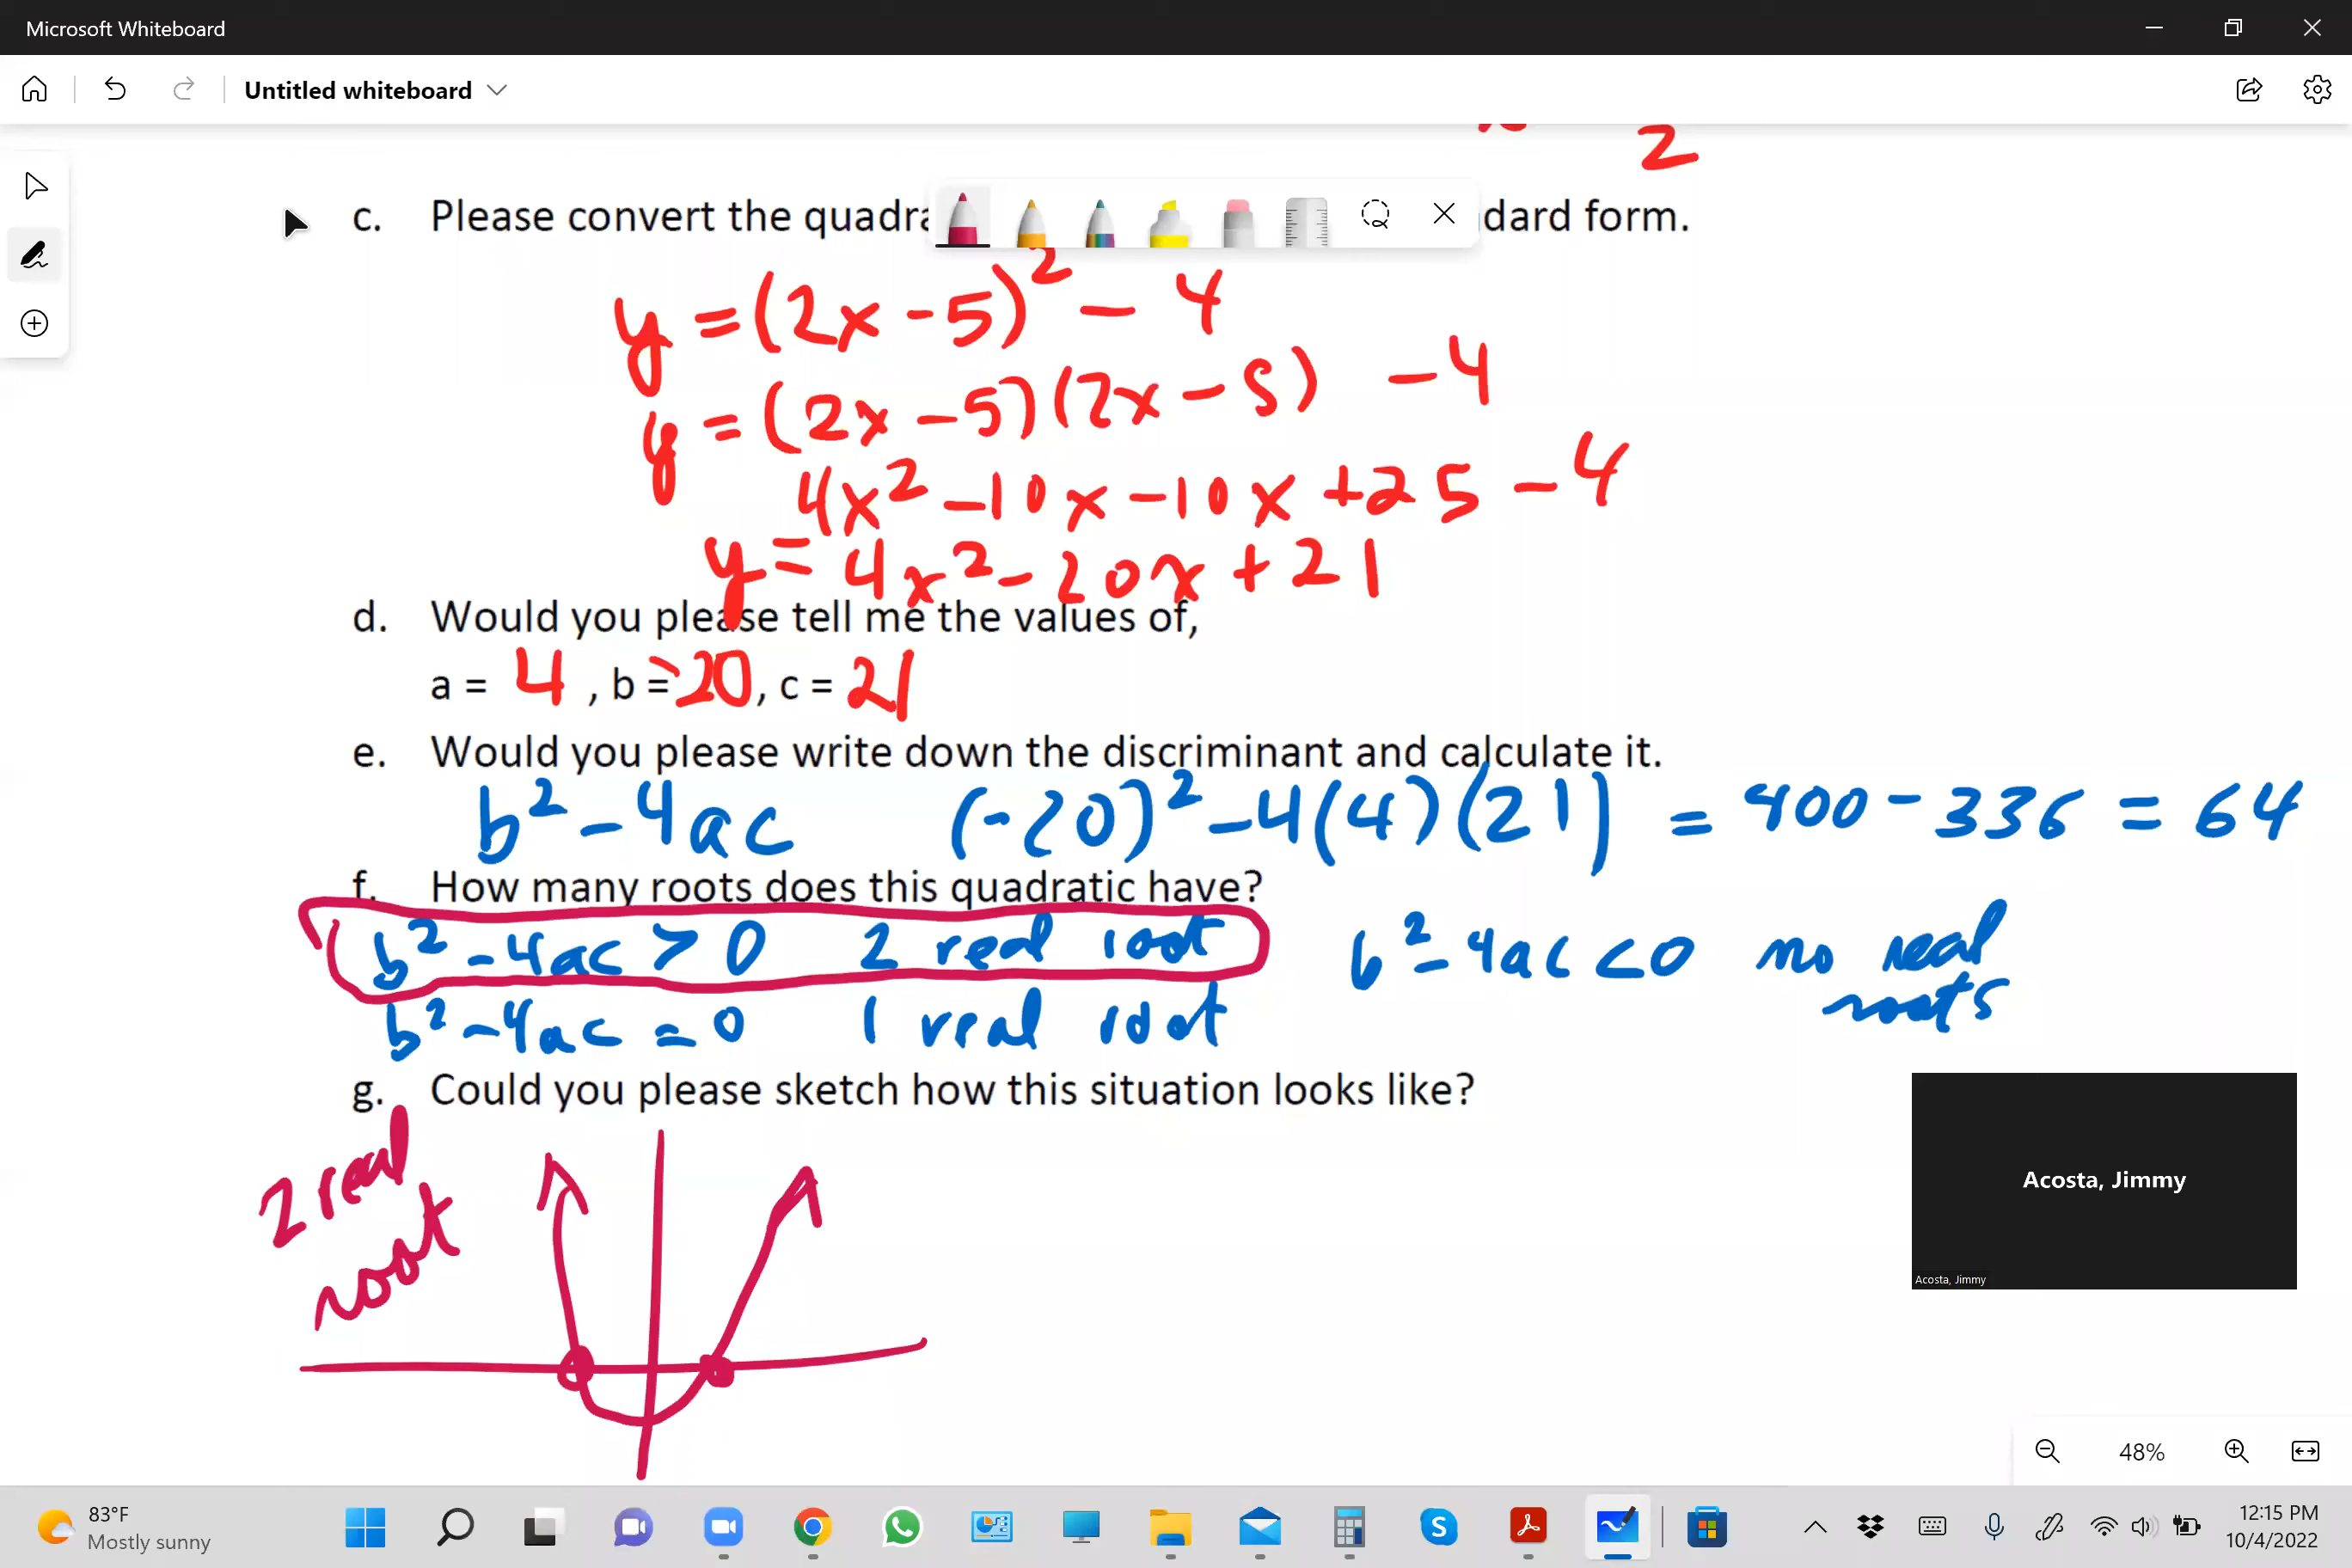 Microsoft Whiteboard
Untitled whiteboard
2
c. Please convert the quadra dard form.
y = (2x - 5)² - 4
y = (2x - 5)(2x - 5) - 4
4x² - 10x - 10x + 25 - 4
y = 4x² - 20x + 21
d. Would you please tell me the values of,
a = 4 , b = -20, c = 21
e. Would you please write down the discriminant and calculate it.
b² - 4ac (-20)² - 4(4)(21) = 400 - 336 = 64
f. How many roots does this quadratic have?
b² - 4ac > 0 2 real root
b² - 4ac < 0 no real
roots
b² - 4ac = 0 1 real root
g. Could you please sketch how this situation looks like?
2 real
root
Acosta, Jimmy
Acosta, Jimmy
48%
83°F
Mostly sunny
12:15 PM
10/4/2022